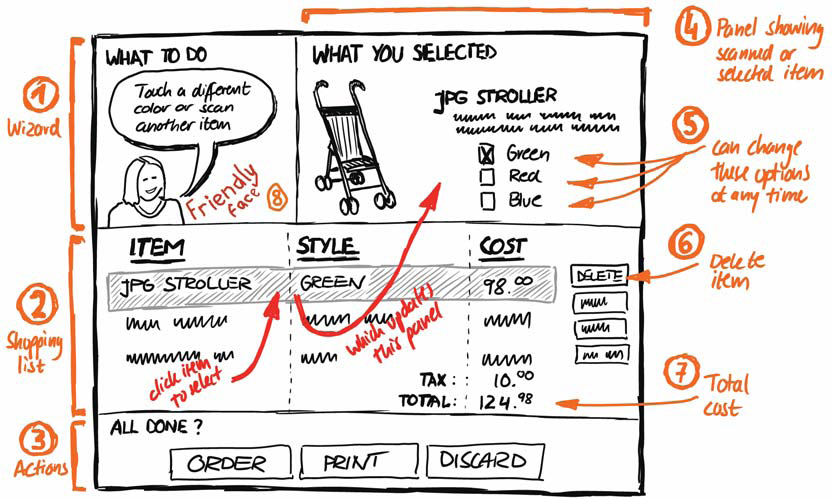 WHAT TO DO
Touch a different
color or scan
another item
Friendly
face
8
1
Wizard
WHAT YOU SELECTED
JPG STROLLER
Green
Red
Blue
4
Panel showing
scanned or
selected item
5
can change
these options
at any time
2
Shopping
list
ITEM STYLE COST
JPG STROLLER GREEN 98.00
DELETE
click item
to select
which updates
this panel
TAX: 10.00
TOTAL: 124.98
6
Delete
item
7
Total
cost
3
Actions
ALL DONE?
ORDER PRINT DISCARD